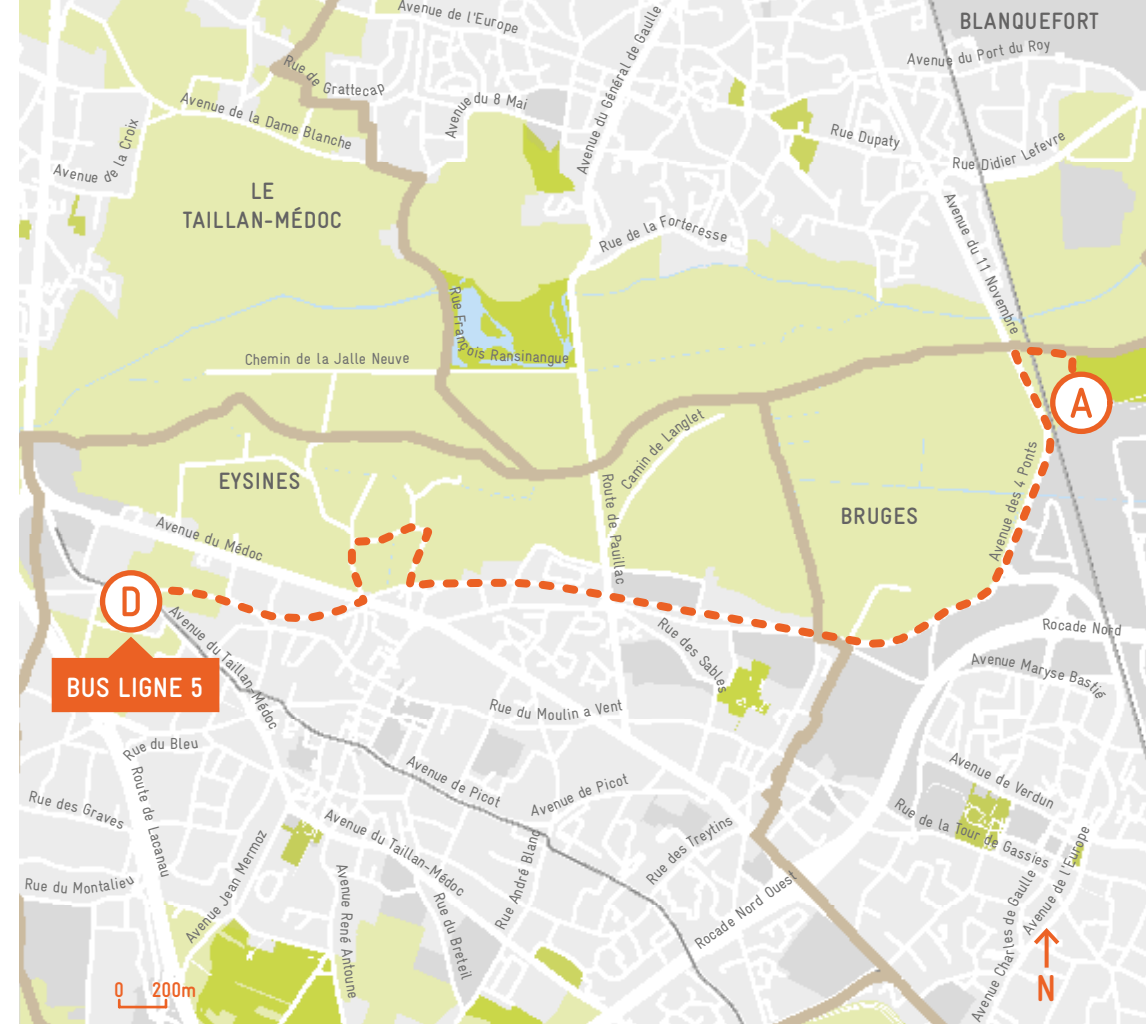 Avenue de l'Europe
BLANQUEFORT
Avenue du Port du Roy
Rue de Grattecap
Avenue du Général de Gaulle
Avenue du 8 Mai
Avenue de la Dame Blanche
Rue Dupaty
Avenue de la Croix
Rue Didier Lefevre
LE
TAILLAN-MÉDOC
Rue de la Forteresse
Avenue du 11 Novembre
Rue François Ransinangue
Chemin de la Jalle Neuve
A
Camin de Langlet
EYSINES
Route de Pauillac
BRUGES
Avenue des 4 Ponts
Avenue du Médoc
D
BUS LIGNE 5
Avenue du Taillan-Médoc
Rue des Sables
Rocade Nord
Avenue Maryse Bastié
Rue du Moulin a Vent
Rue du Bleu
Route de Lacanau
Avenue de Picot
Avenue de Picot
Avenue de Verdun
Rue des Graves
Rue de la Tour de Gassies
Avenue du Taillan-Médoc
Rue des Treytins
Avenue de l'Europe
Rue André Bland
Avenue Jean Mermoz
Rue du Montalieu
Avenue René Antoune
Rue du Breteil
Rocade Nord Ouest
Avenue Charles de Gaulle
0 200m
N